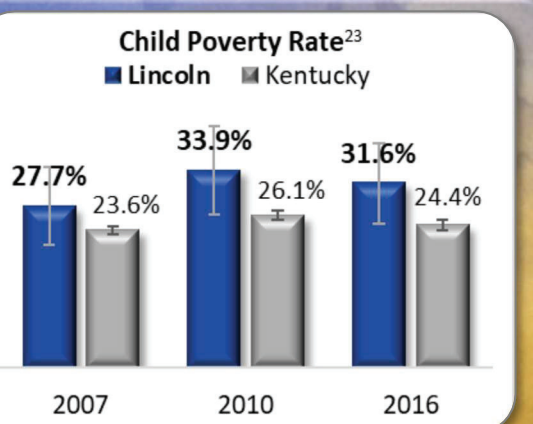 Child Poverty Rate23
Lincoln Kentucky
27.7%
23.6%
33.9%
26.1%
31.6%
24.4%
2007 2010 2016